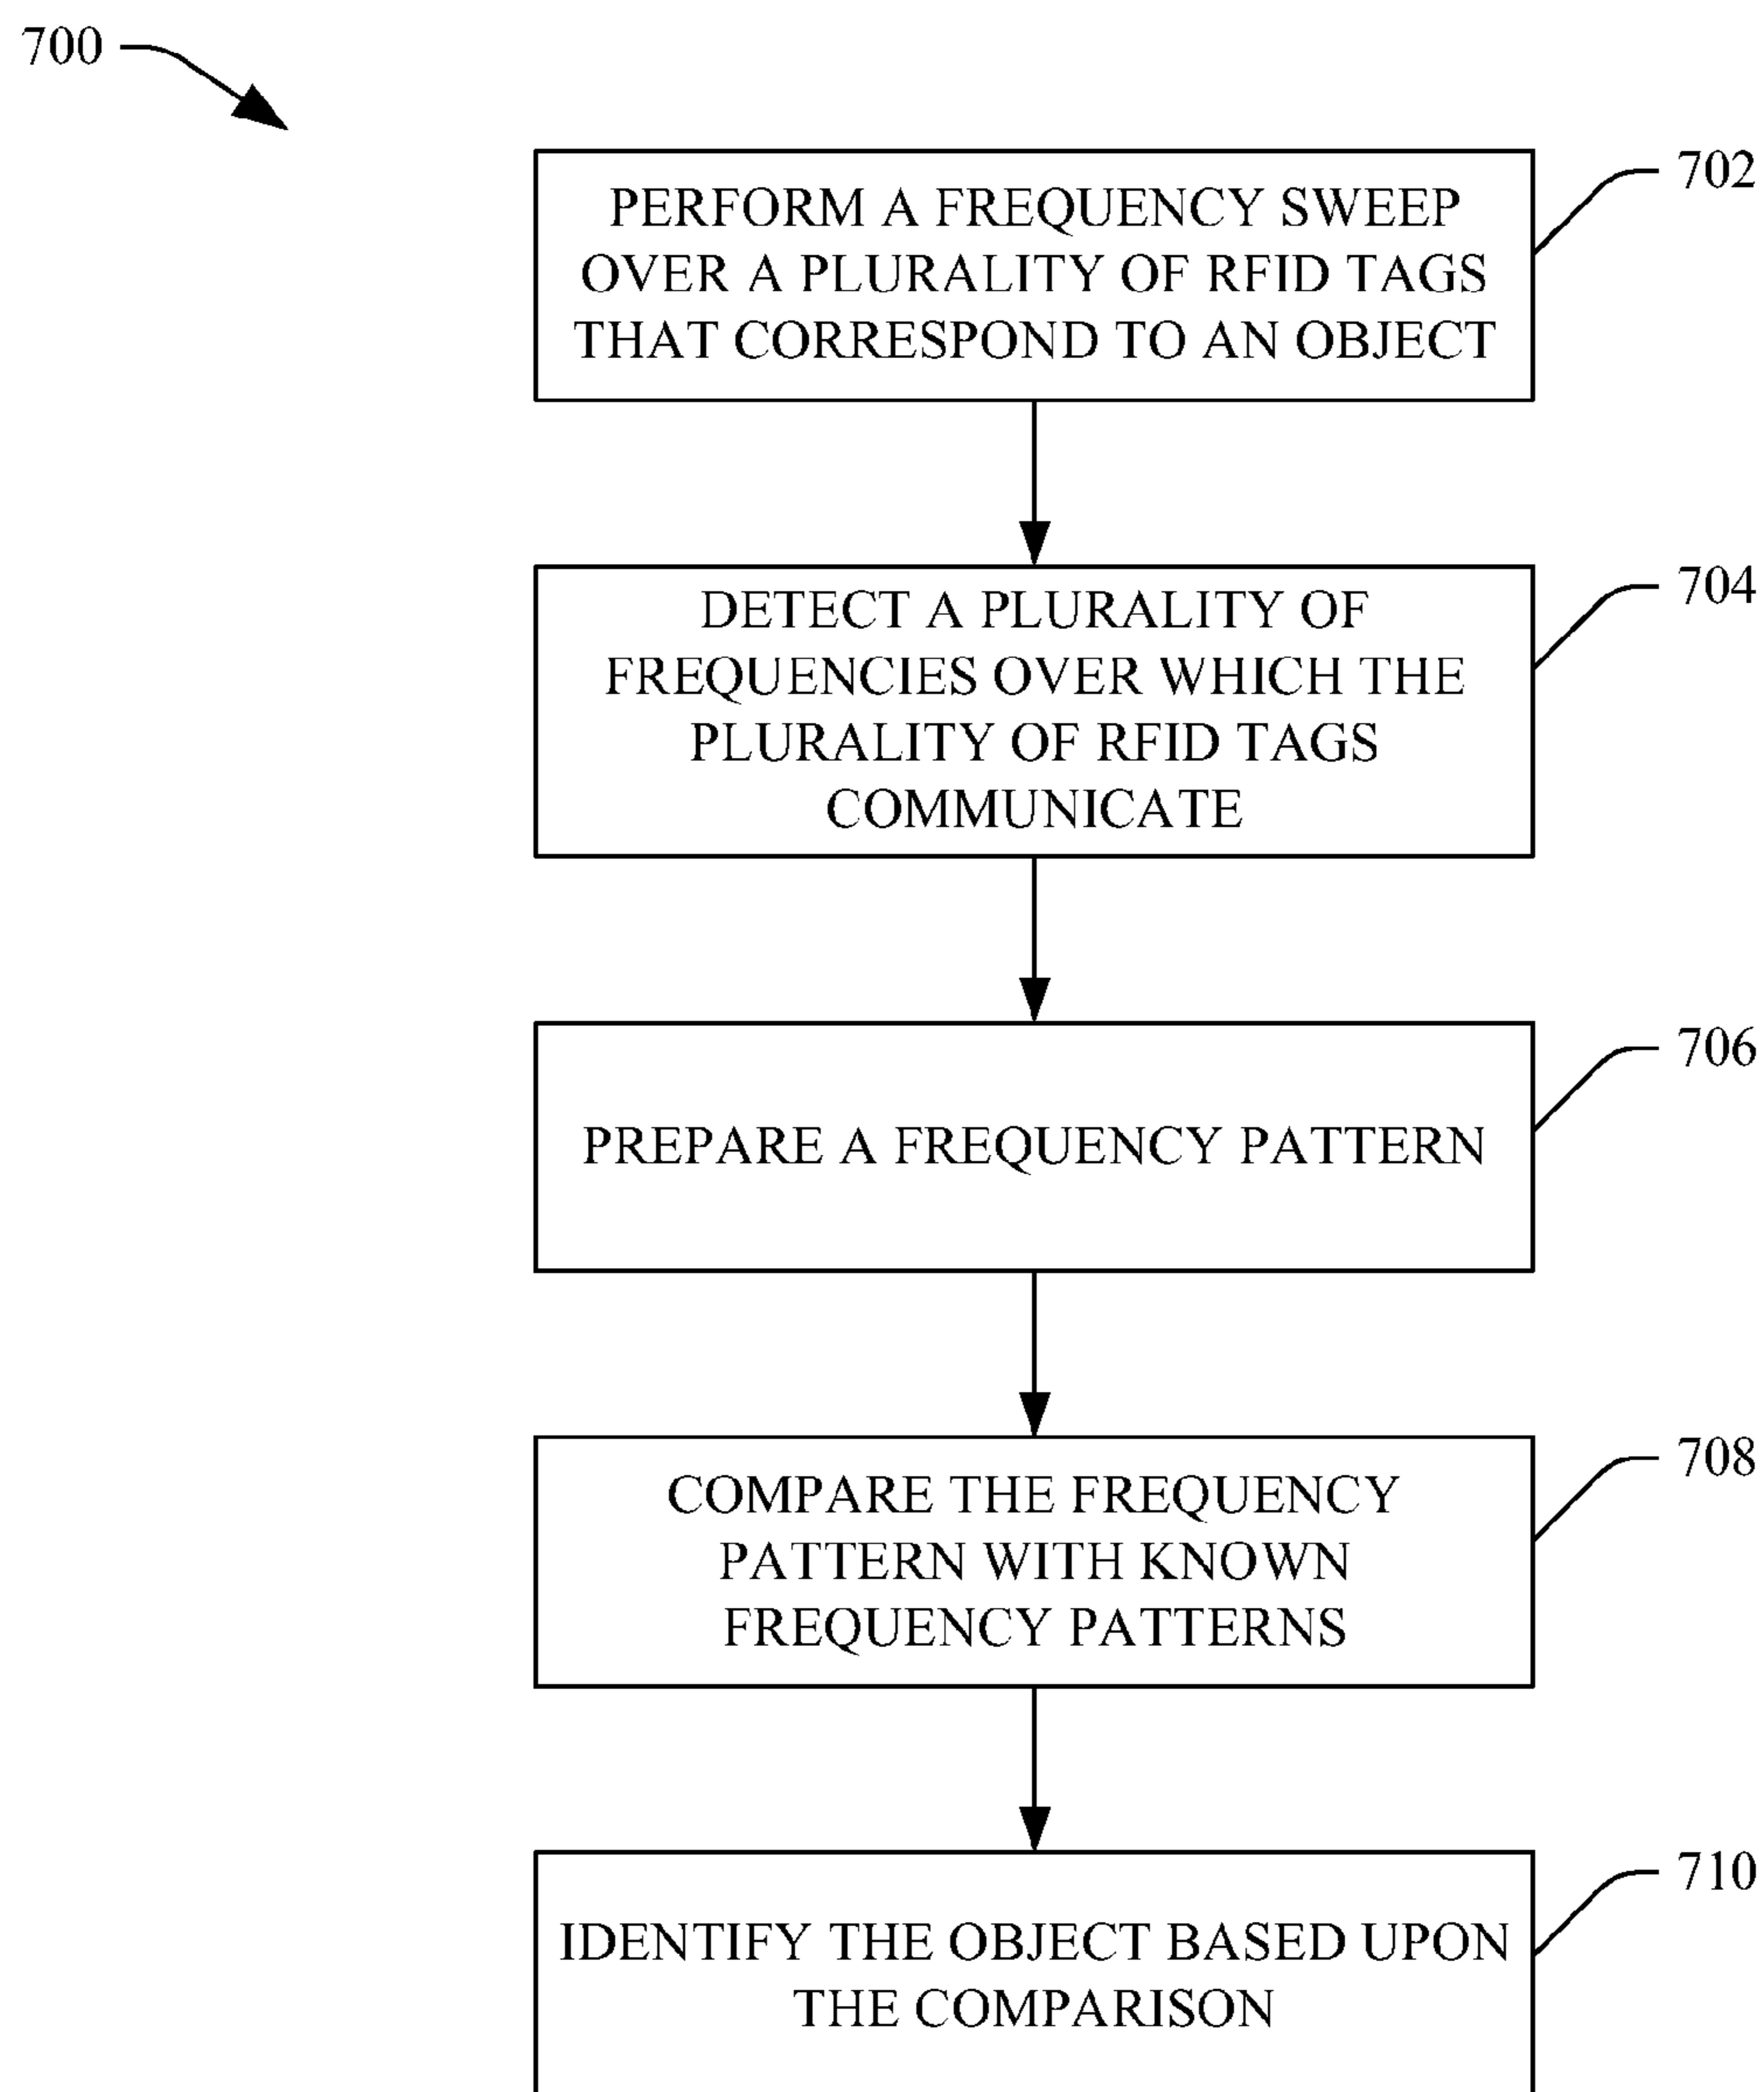 700
702
PERFORM A FREQUENCY SWEEP
OVER A PLURALITY OF RFID TAGS
THAT CORRESPOND TO AN OBJECT
704
DETECT A PLURALITY OF
FREQUENCIES OVER WHICH THE
PLURALITY OF RFID TAGS
COMMUNICATE
706
PREPARE A FREQUENCY PATTERN
708
COMPARE THE FREQUENCY
PATTERN WITH KNOWN
FREQUENCY PATTERNS
710
IDENTIFY THE OBJECT BASED UPON
THE COMPARISON